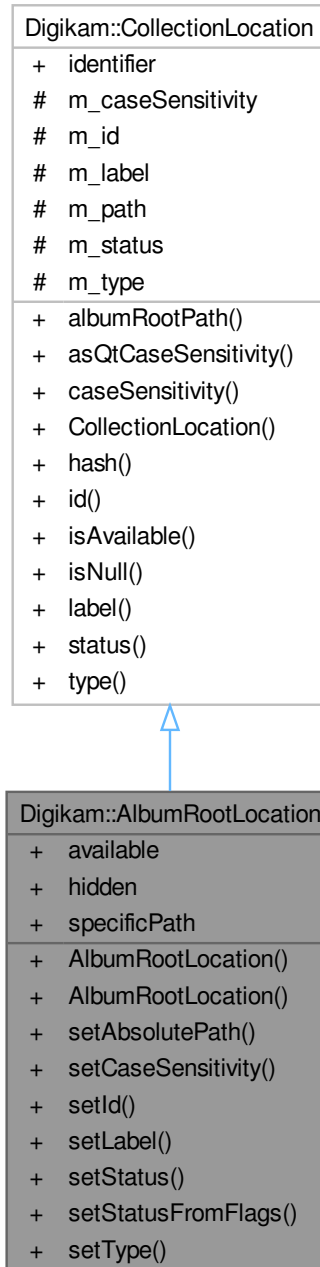 Digikam::CollectionLocation
+ identifier
# m_caseSensitivity
# m_id
# m_label
# m_path
# m_status
# m_type
+ albumRootPath()
+ asQtCaseSensitivity()
+ caseSensitivity()
+ CollectionLocation()
+ hash()
+ id()
+ isAvailable()
+ isNull()
+ label()
+ status()
+ type()
Digikam::AlbumRootLocation
+ available
+ hidden
+ specificPath
+ AlbumRootLocation()
+ AlbumRootLocation()
+ setAbsolutePath()
+ setCaseSensitivity()
+ setId()
+ setLabel()
+ setStatus()
+ setStatusFromFlags()
+ setType()